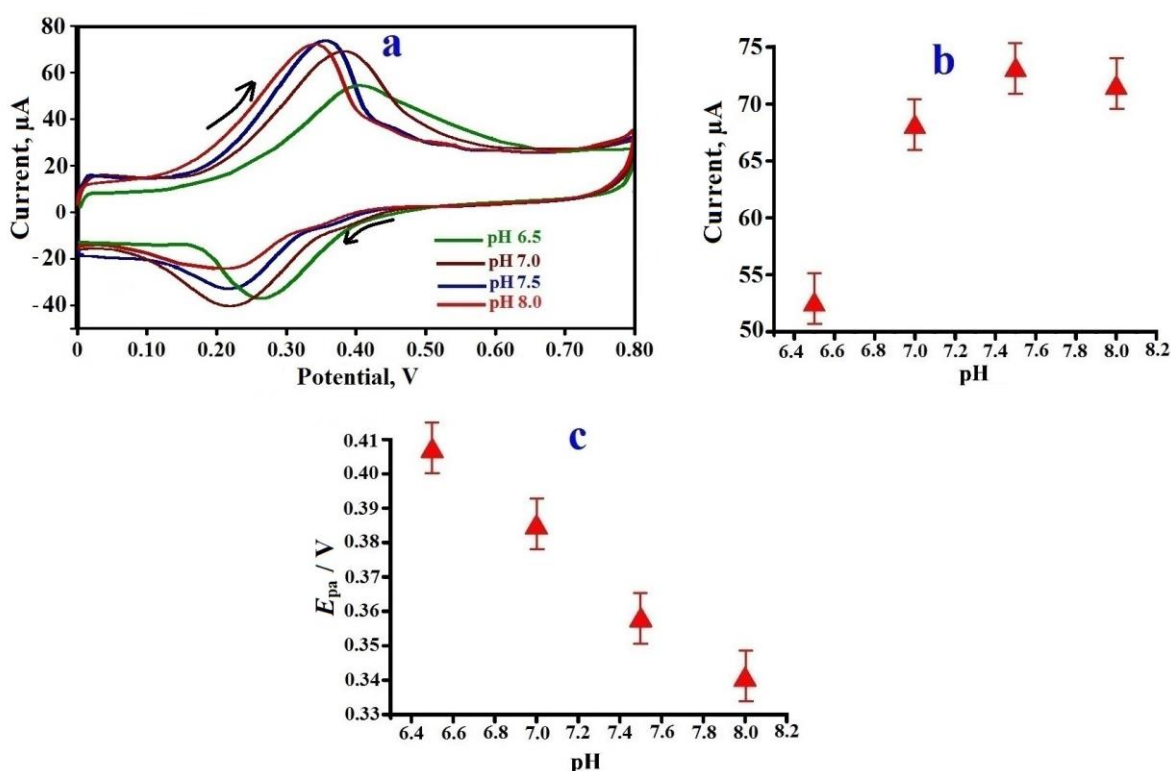 a
Current, µA
80
60
40
20
0
-20
-40
pH 6.5
pH 7.0
pH 7.5
pH 8.0
0 0.10 0.20 0.30 0.40 0.50 0.60 0.70 0.80
Potential, V
b
Current, µA
75
70
65
60
55
50
6.4 6.6 6.8 7.0 7.2 7.4 7.6 7.8 8.0 8.2
pH
c
Epa / V
0.41
0.40
0.39
0.38
0.37
0.36
0.35
0.34
0.33
6.4 6.6 6.8 7.0 7.2 7.4 7.6 7.8 8.0 8.2
pH